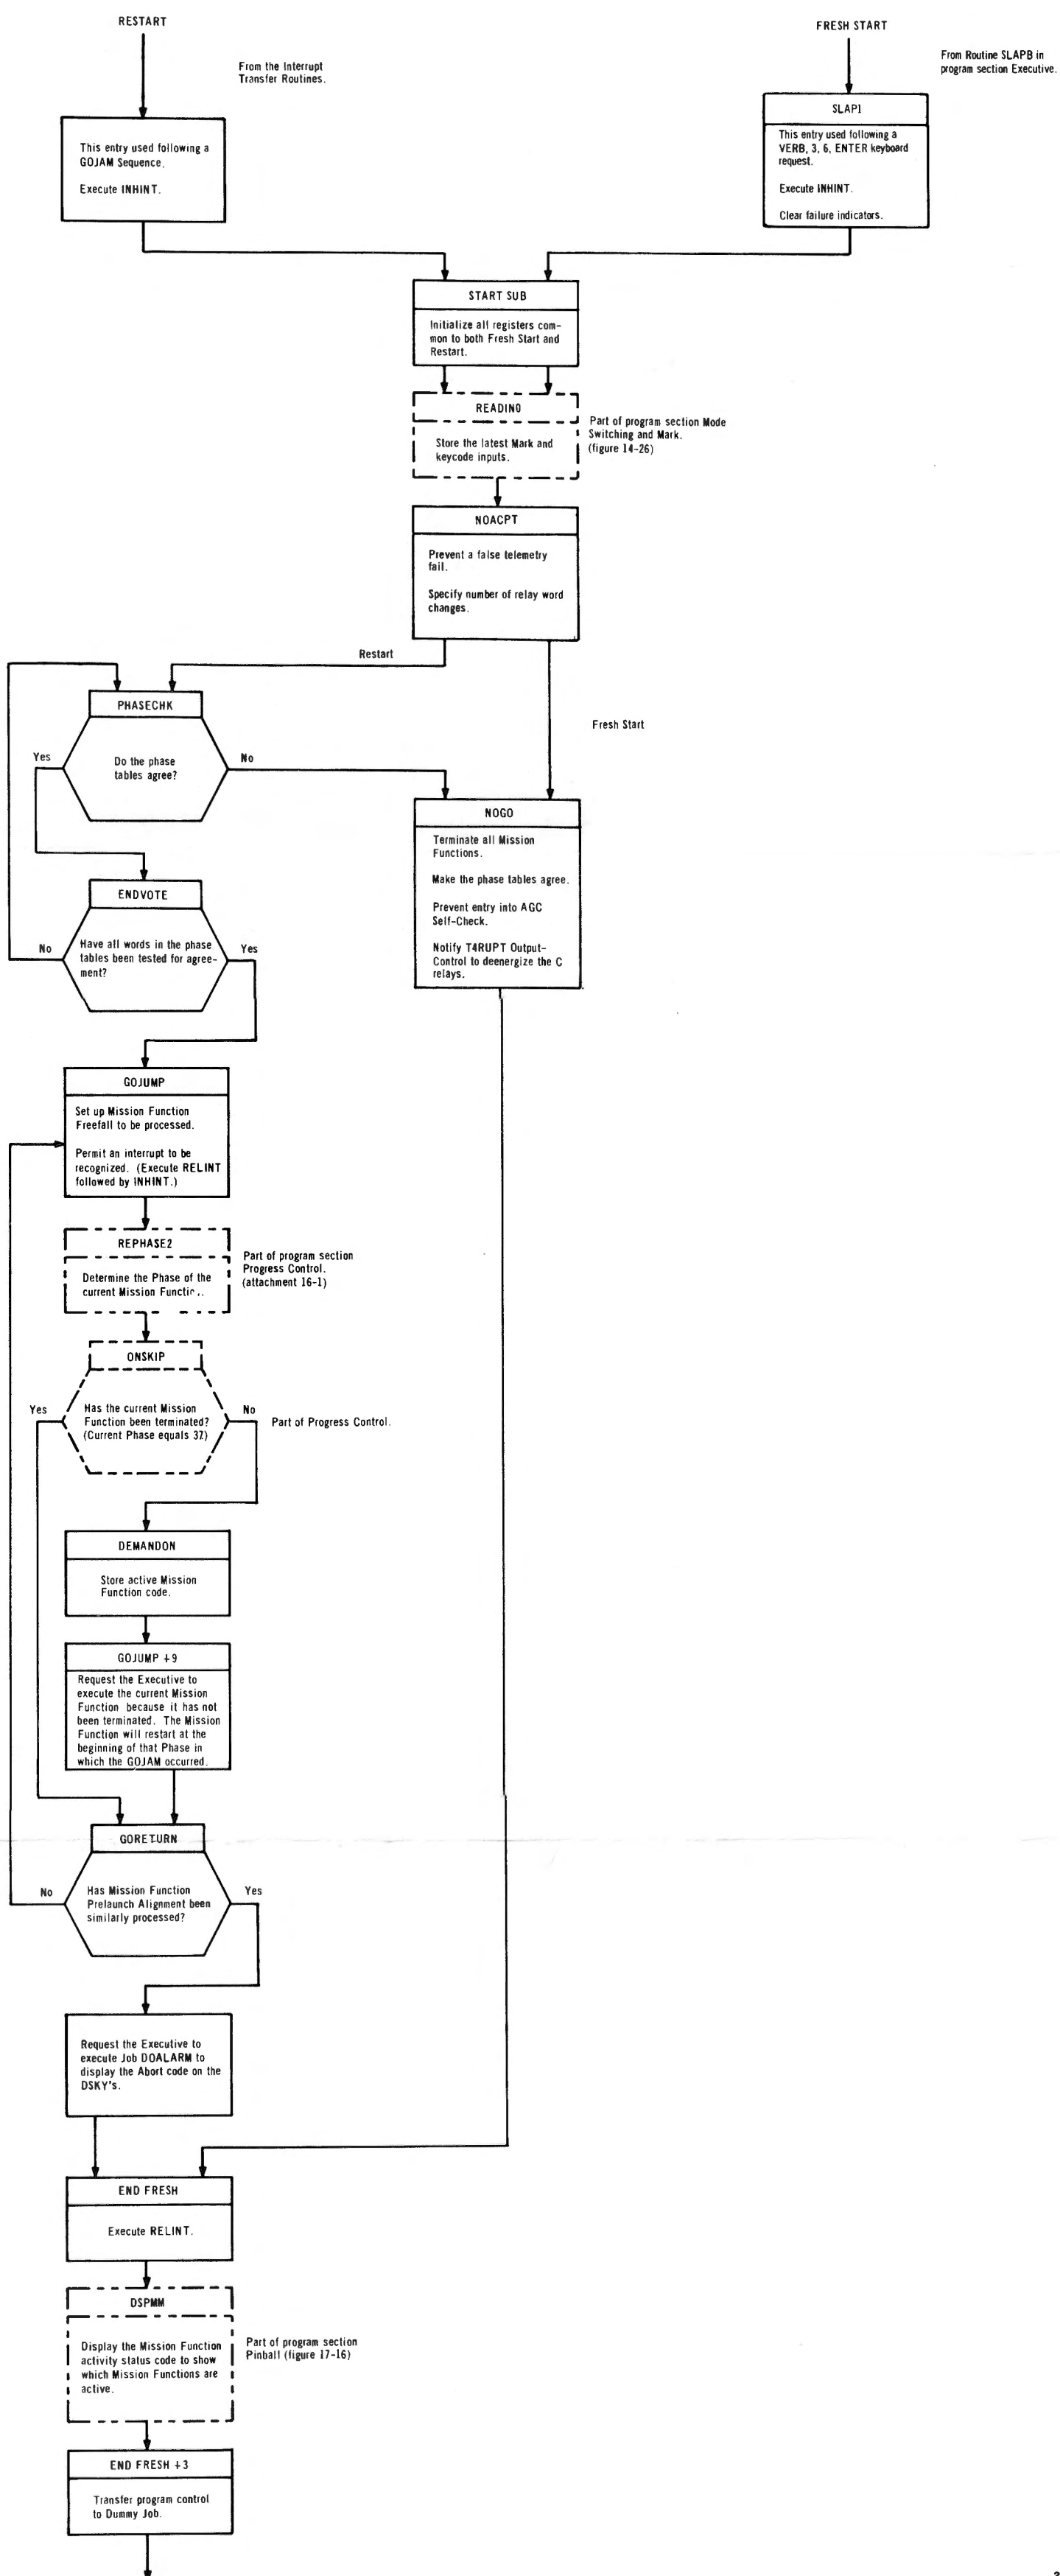 RESTART
From the Interrupt
Transfer Routines.
FRESH START
From Routine SLAPB in
program section Executive.
This entry used following a
GOJAM Sequence.
Execute INHINT.
SLAP1
This entry used following a
VERB, 3, 6, ENTER keyboard
request.
Execute INHINT.
Clear failure indicators.
START SUB
Initialize all registers com-
mon to both Fresh Start and
Restart.
READING
Store the latest Mark and
keycode inputs.
Part of program section Mode
Switching and Mark.
(figure 14-26)
NOACPT
Prevent a false telemetry
fail.
Specify number of relay word
changes.
Restart
Fresh Start
PHASECHK
Do the phase
tables agree?
Yes
No
NOGO
Terminate all Mission
Functions.
Make the phase tables agree.
Prevent entry into AGC
Self-Check.
Notify T4RUPT Output-
Control to deenergize the C
relays.
ENDVOTE
Have all words in the phase
tables been tested for agree-
ment?
No
Yes
GOJUMP
Set up Mission Function
Freefall to be processed.
Permit an interrupt to be
recognized. (Execute RELINT
followed by INHINT.)
REPHASE2
Determine the Phase of the
current Mission Functic..
Part of program section
Progress Control.
(attachment 16-1)
ONSKIP
Has the current Mission
Function been terminated?
(Current Phase equals 37.)
Yes
No
Part of Progress Control.
DEMANDON
Store active Mission
Function code.
GOJUMP +9
Request the Executive to
execute the current Mission
Function because it has not
been terminated. The Mission
Function will restart at the
beginning of that Phase in
which the GOJAM occurred.
GORETURN
Has Mission Function
Prelaunch Alignment been
similarly processed?
No
Yes
Request the Executive to
execute Job DOALARM to
display the Abort code on the
DSKY's.
END FRESH
Execute RELINT.
DSPMM
Display the Mission Function
activity status code to show
which Mission Functions are
active.
Part of program section
Pinball (figure 17-16)
END FRESH +3
Transfer program control
to Dummy Job.